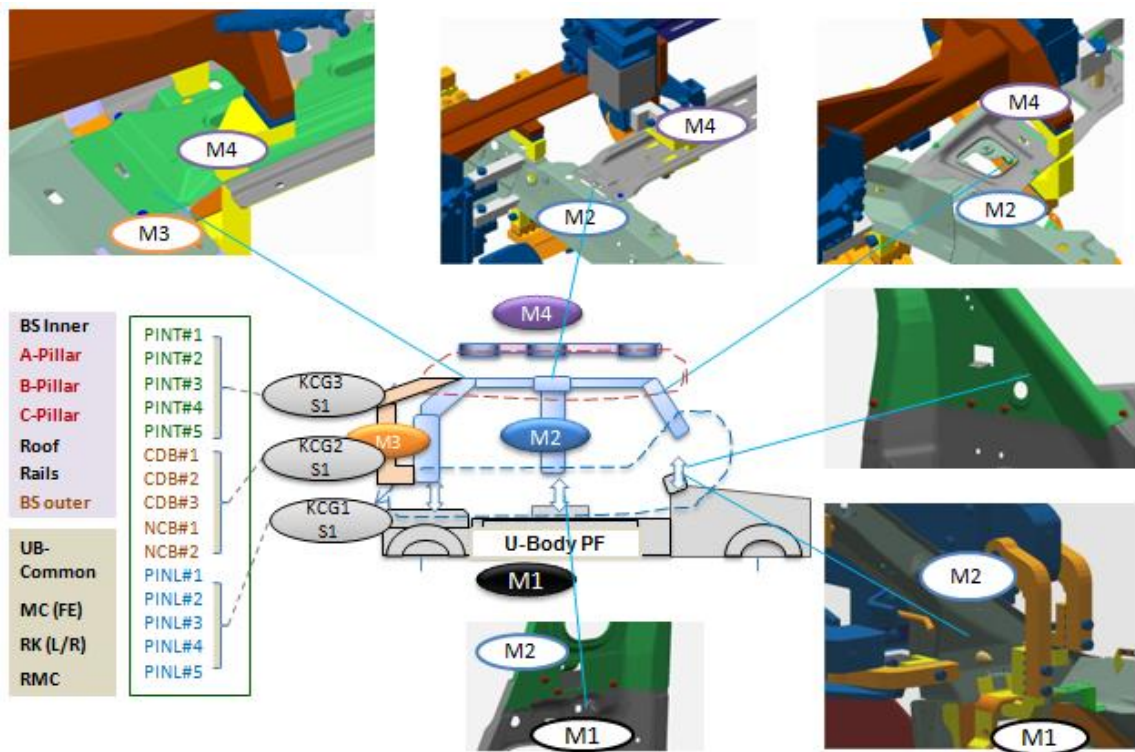 M4
M3
M4
M2
M4
M2
BS Inner
A-Pillar
B-Pillar
C-Pillar
Roof
Rails
BS outer
UB-
Common
MC (FE)
RK (L/R)
RMC
PINT#1
PINT#2
PINT#3
PINT#4
PINT#5
CDB#1
CDB#2
CDB#3
NCB#1
NCB#2
PINL#1
PINL#2
PINL#3
PINL#4
PINL#5
KCG3
S1
KCG2
S1
KCG1
S1
M4
M3
M2
U-Body PF
M1
M2
M1
M2
M1